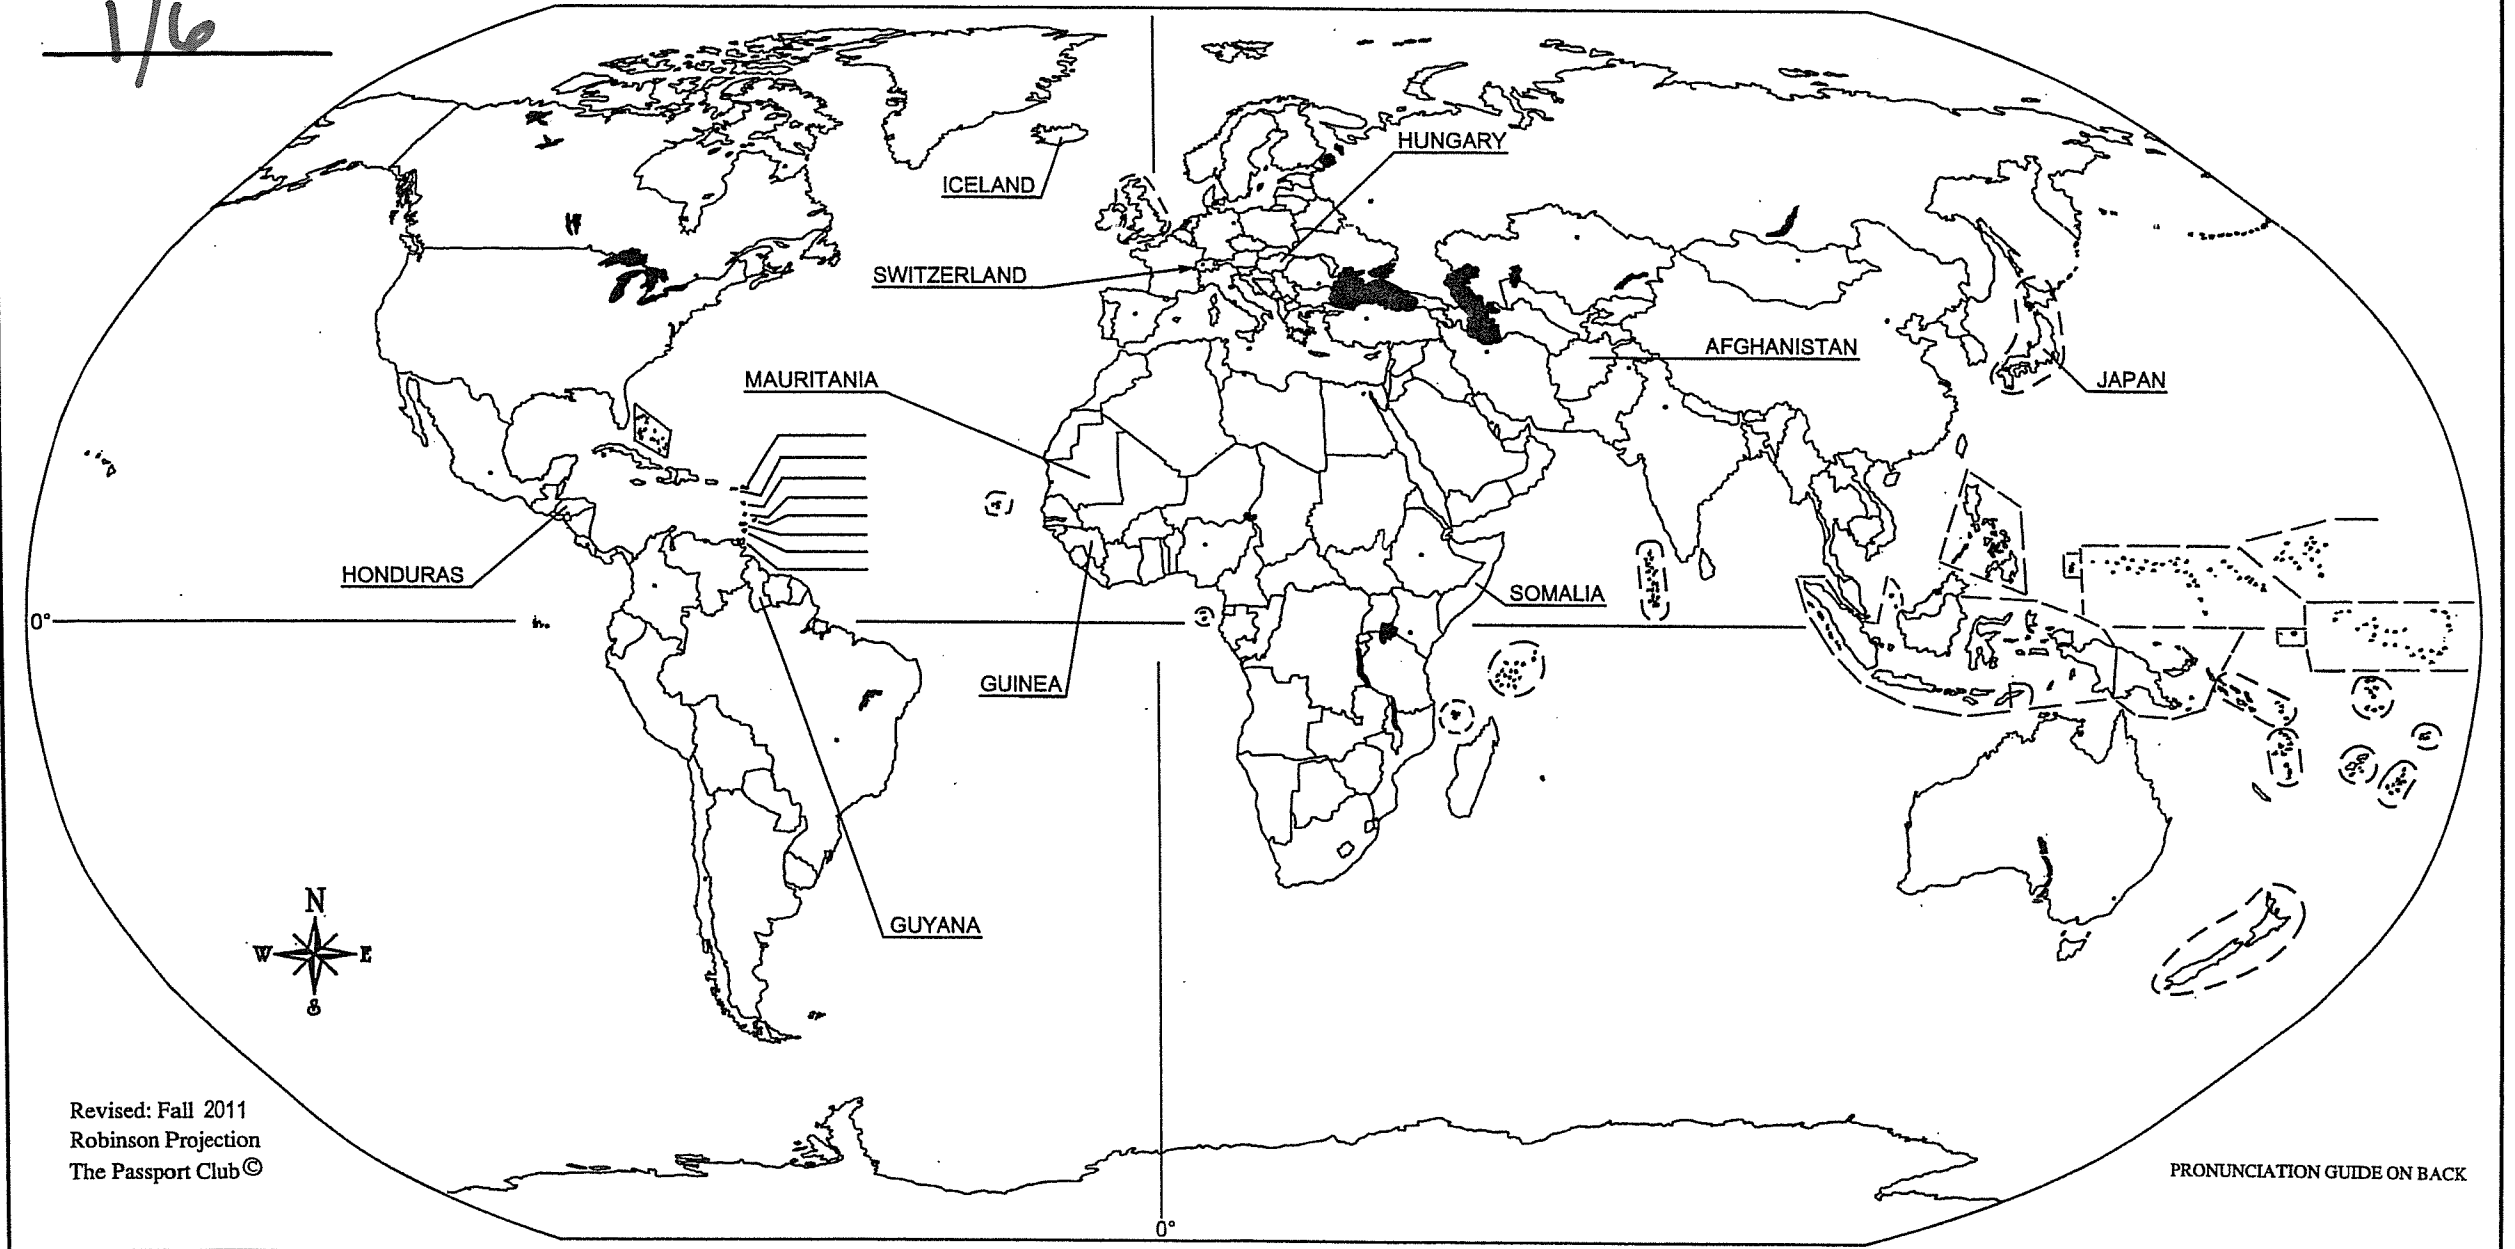 1/6
HUNGARY
ICELAND
SWITZERLAND
AFGHANISTAN
MAURITANIA
JAPAN
HONDURAS
SOMALIA
0°
GUINEA
GUYANA
N
W E
S
Revised: Fall 2011
Robinson Projection
The Passport Club©
PRONUNCIATION GUIDE ON BACK
0°